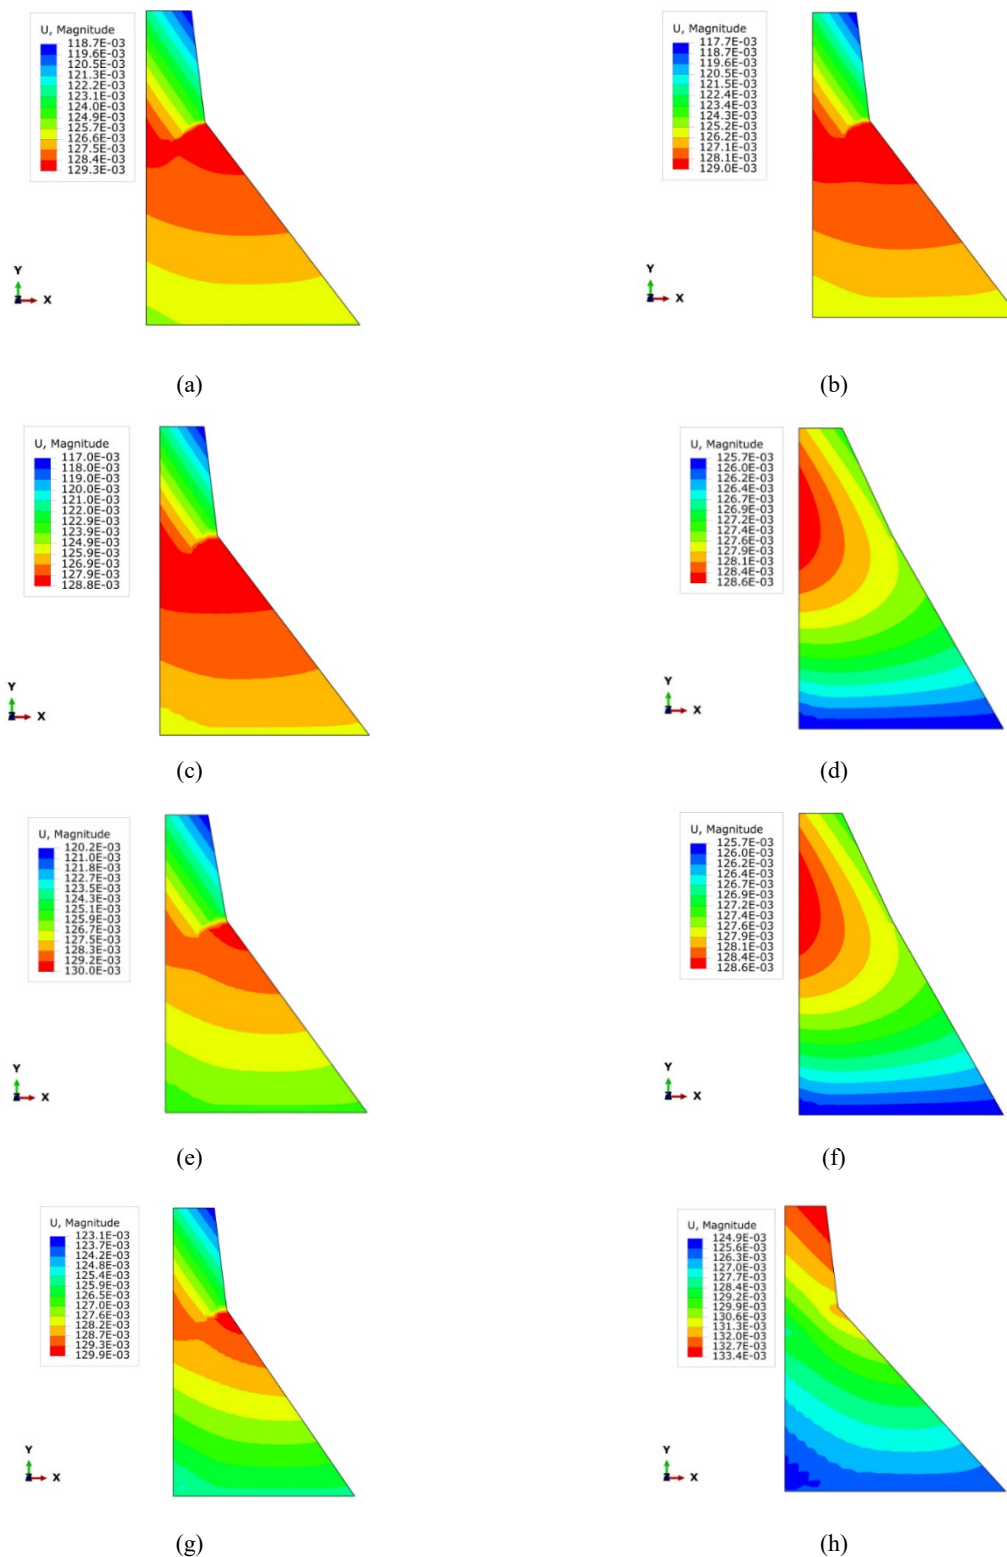 U, Magnitude
118.7E-03
119.6E-03
120.5E-03
121.3E-03
122.2E-03
123.1E-03
124.0E-03
124.9E-03
125.7E-03
126.6E-03
127.5E-03
128.4E-03
129.3E-03
Y
Z X
(a)
U, Magnitude
117.7E-03
118.7E-03
119.6E-03
120.5E-03
121.5E-03
122.4E-03
123.4E-03
124.3E-03
125.2E-03
126.2E-03
127.1E-03
128.1E-03
129.0E-03
Y
Z X
(b)
U, Magnitude
117.0E-03
118.0E-03
119.0E-03
120.0E-03
121.0E-03
122.0E-03
122.9E-03
123.9E-03
124.9E-03
125.9E-03
126.9E-03
127.9E-03
128.8E-03
Y
Z X
(c)
U, Magnitude
125.7E-03
126.0E-03
126.2E-03
126.4E-03
126.7E-03
126.9E-03
127.2E-03
127.4E-03
127.6E-03
127.9E-03
128.1E-03
128.4E-03
128.6E-03
Y
Z X
(d)
U, Magnitude
120.2E-03
121.0E-03
121.8E-03
122.7E-03
123.5E-03
124.3E-03
125.1E-03
125.9E-03
126.7E-03
127.5E-03
128.3E-03
129.2E-03
130.0E-03
Y
Z X
(e)
U, Magnitude
125.7E-03
126.0E-03
126.2E-03
126.4E-03
126.7E-03
126.9E-03
127.2E-03
127.4E-03
127.6E-03
127.9E-03
128.1E-03
128.4E-03
128.6E-03
Y
Z X
(f)
U, Magnitude
123.1E-03
123.7E-03
124.2E-03
124.8E-03
125.4E-03
125.9E-03
126.5E-03
127.0E-03
127.6E-03
128.2E-03
128.7E-03
129.3E-03
129.9E-03
Y
Z X
(g)
U, Magnitude
124.9E-03
125.6E-03
126.3E-03
127.0E-03
127.7E-03
128.4E-03
129.2E-03
129.9E-03
130.6E-03
131.3E-03
132.0E-03
132.7E-03
133.4E-03
Y
Z X
(h)